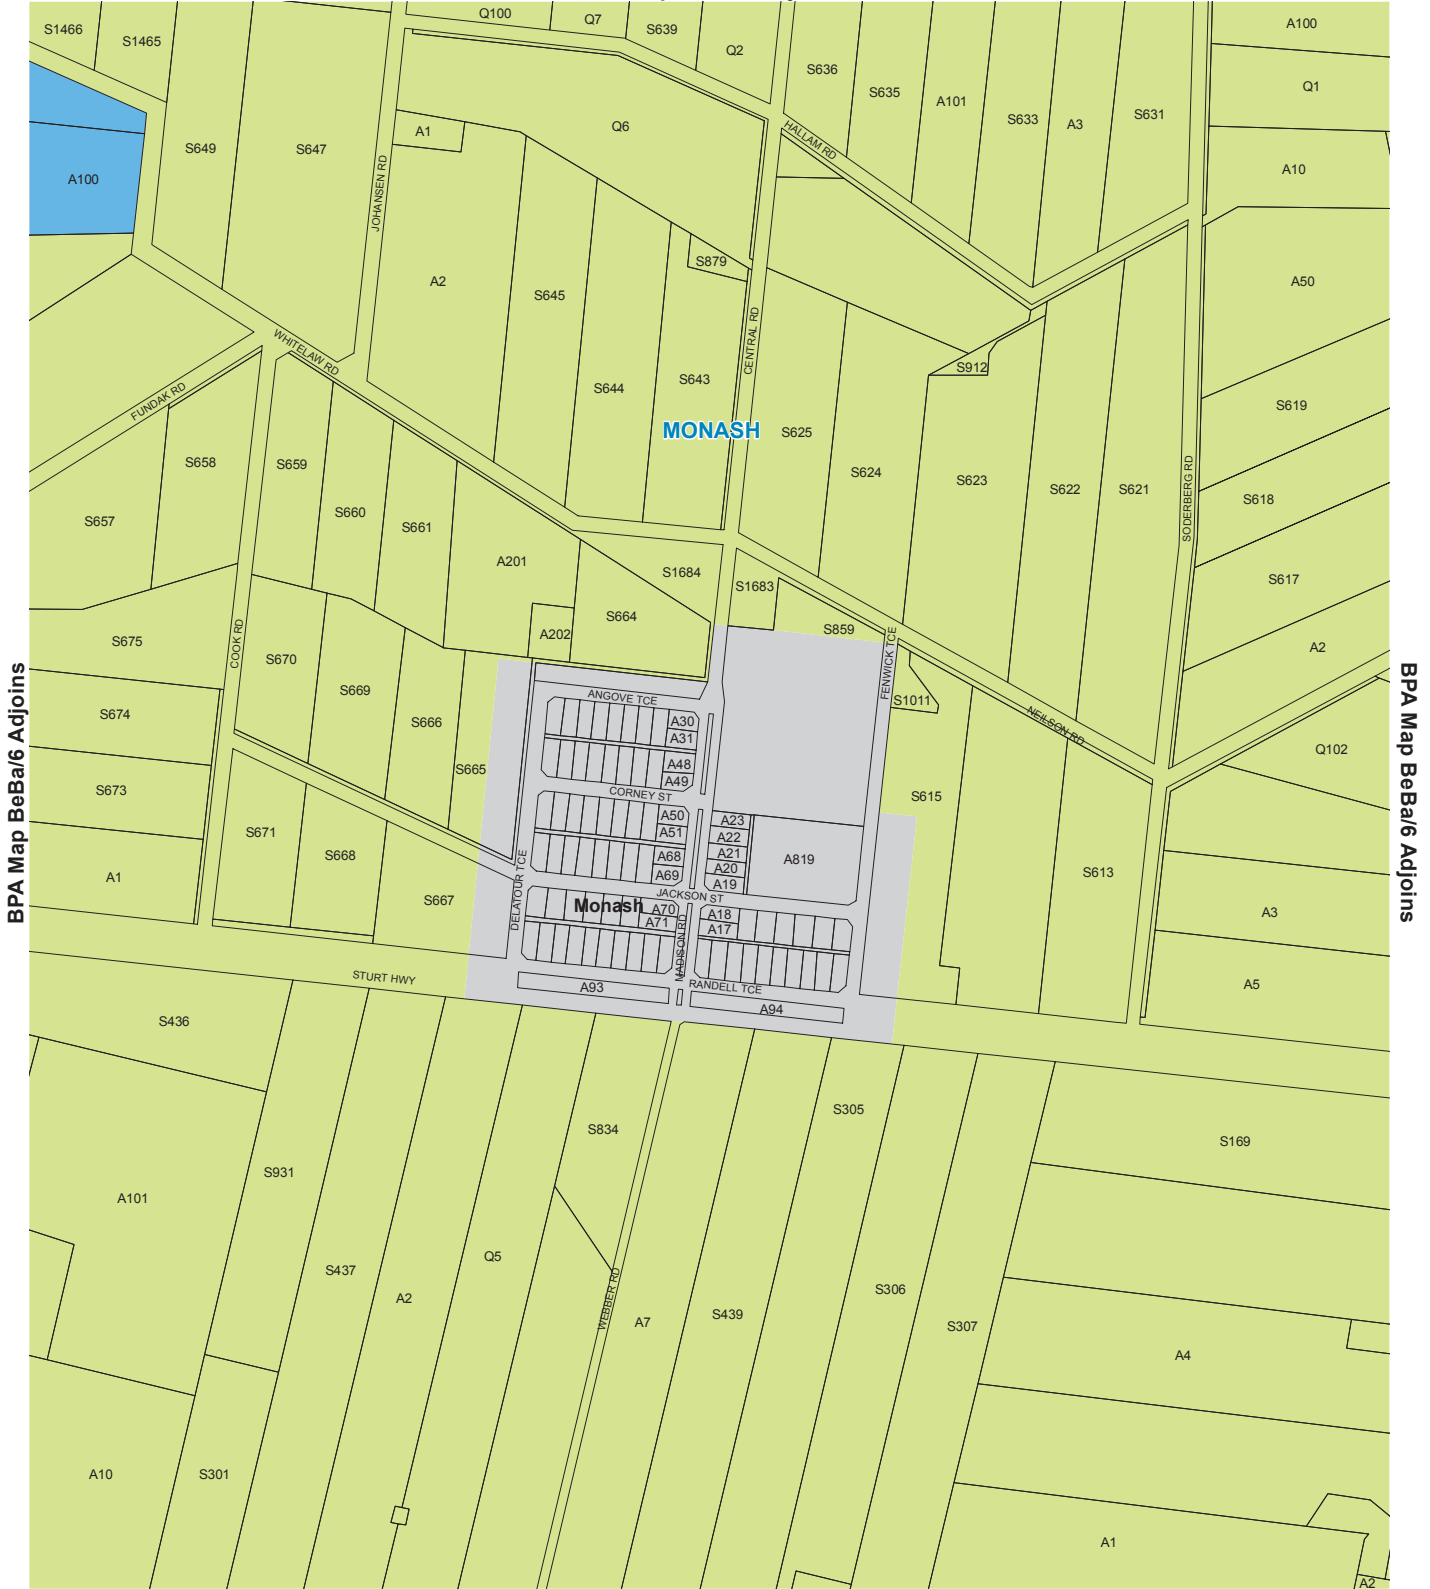 Q100
Q7
S1466
S1465
S639
Q2
A100
S636
Q1
S635
A101
S633
A3
S631
HALLAM RD
A1
Q6
S649
S647
A100
JOHANSEN RD
A10
S879
A2
S645
A50
CENTRAL RD
WHITELAW RD
S912
S644
S643
FUNDAK RD
S619
MONASH
S625
S658
S659
S624
S623
S622
S621
SODERBERG RD
S618
S657
S660
S661
A201
S1684
S1683
S617
S664
A202
S859
FENWICK TCE
S675
COOK RD
S670
A2
S669
ANGOVE TCE
S1011
S674
S666
A30
A31
NEILSON RD
Q102
BPA Map BeBa/6 Adjoins
BPA Map BeBa/6 Adjoins
S665
A48
A49
S673
CORNEY ST
S615
A50
A51
A23
A22
S671
S668
A68
A69
A21
A20
A19
A819
A1
DELATOUR TCE
S613
S667
JACKSON ST
Monash
A70
A71
A18
A17
A3
MADISON RD
STURT HWY
A93
RANDELL TCE
A94
A5
S436
S834
S305
S169
S931
A101
Q5
S437
A2
WEBBER RD
A7
S439
S306
S307
A4
A10
S301
A1
A2